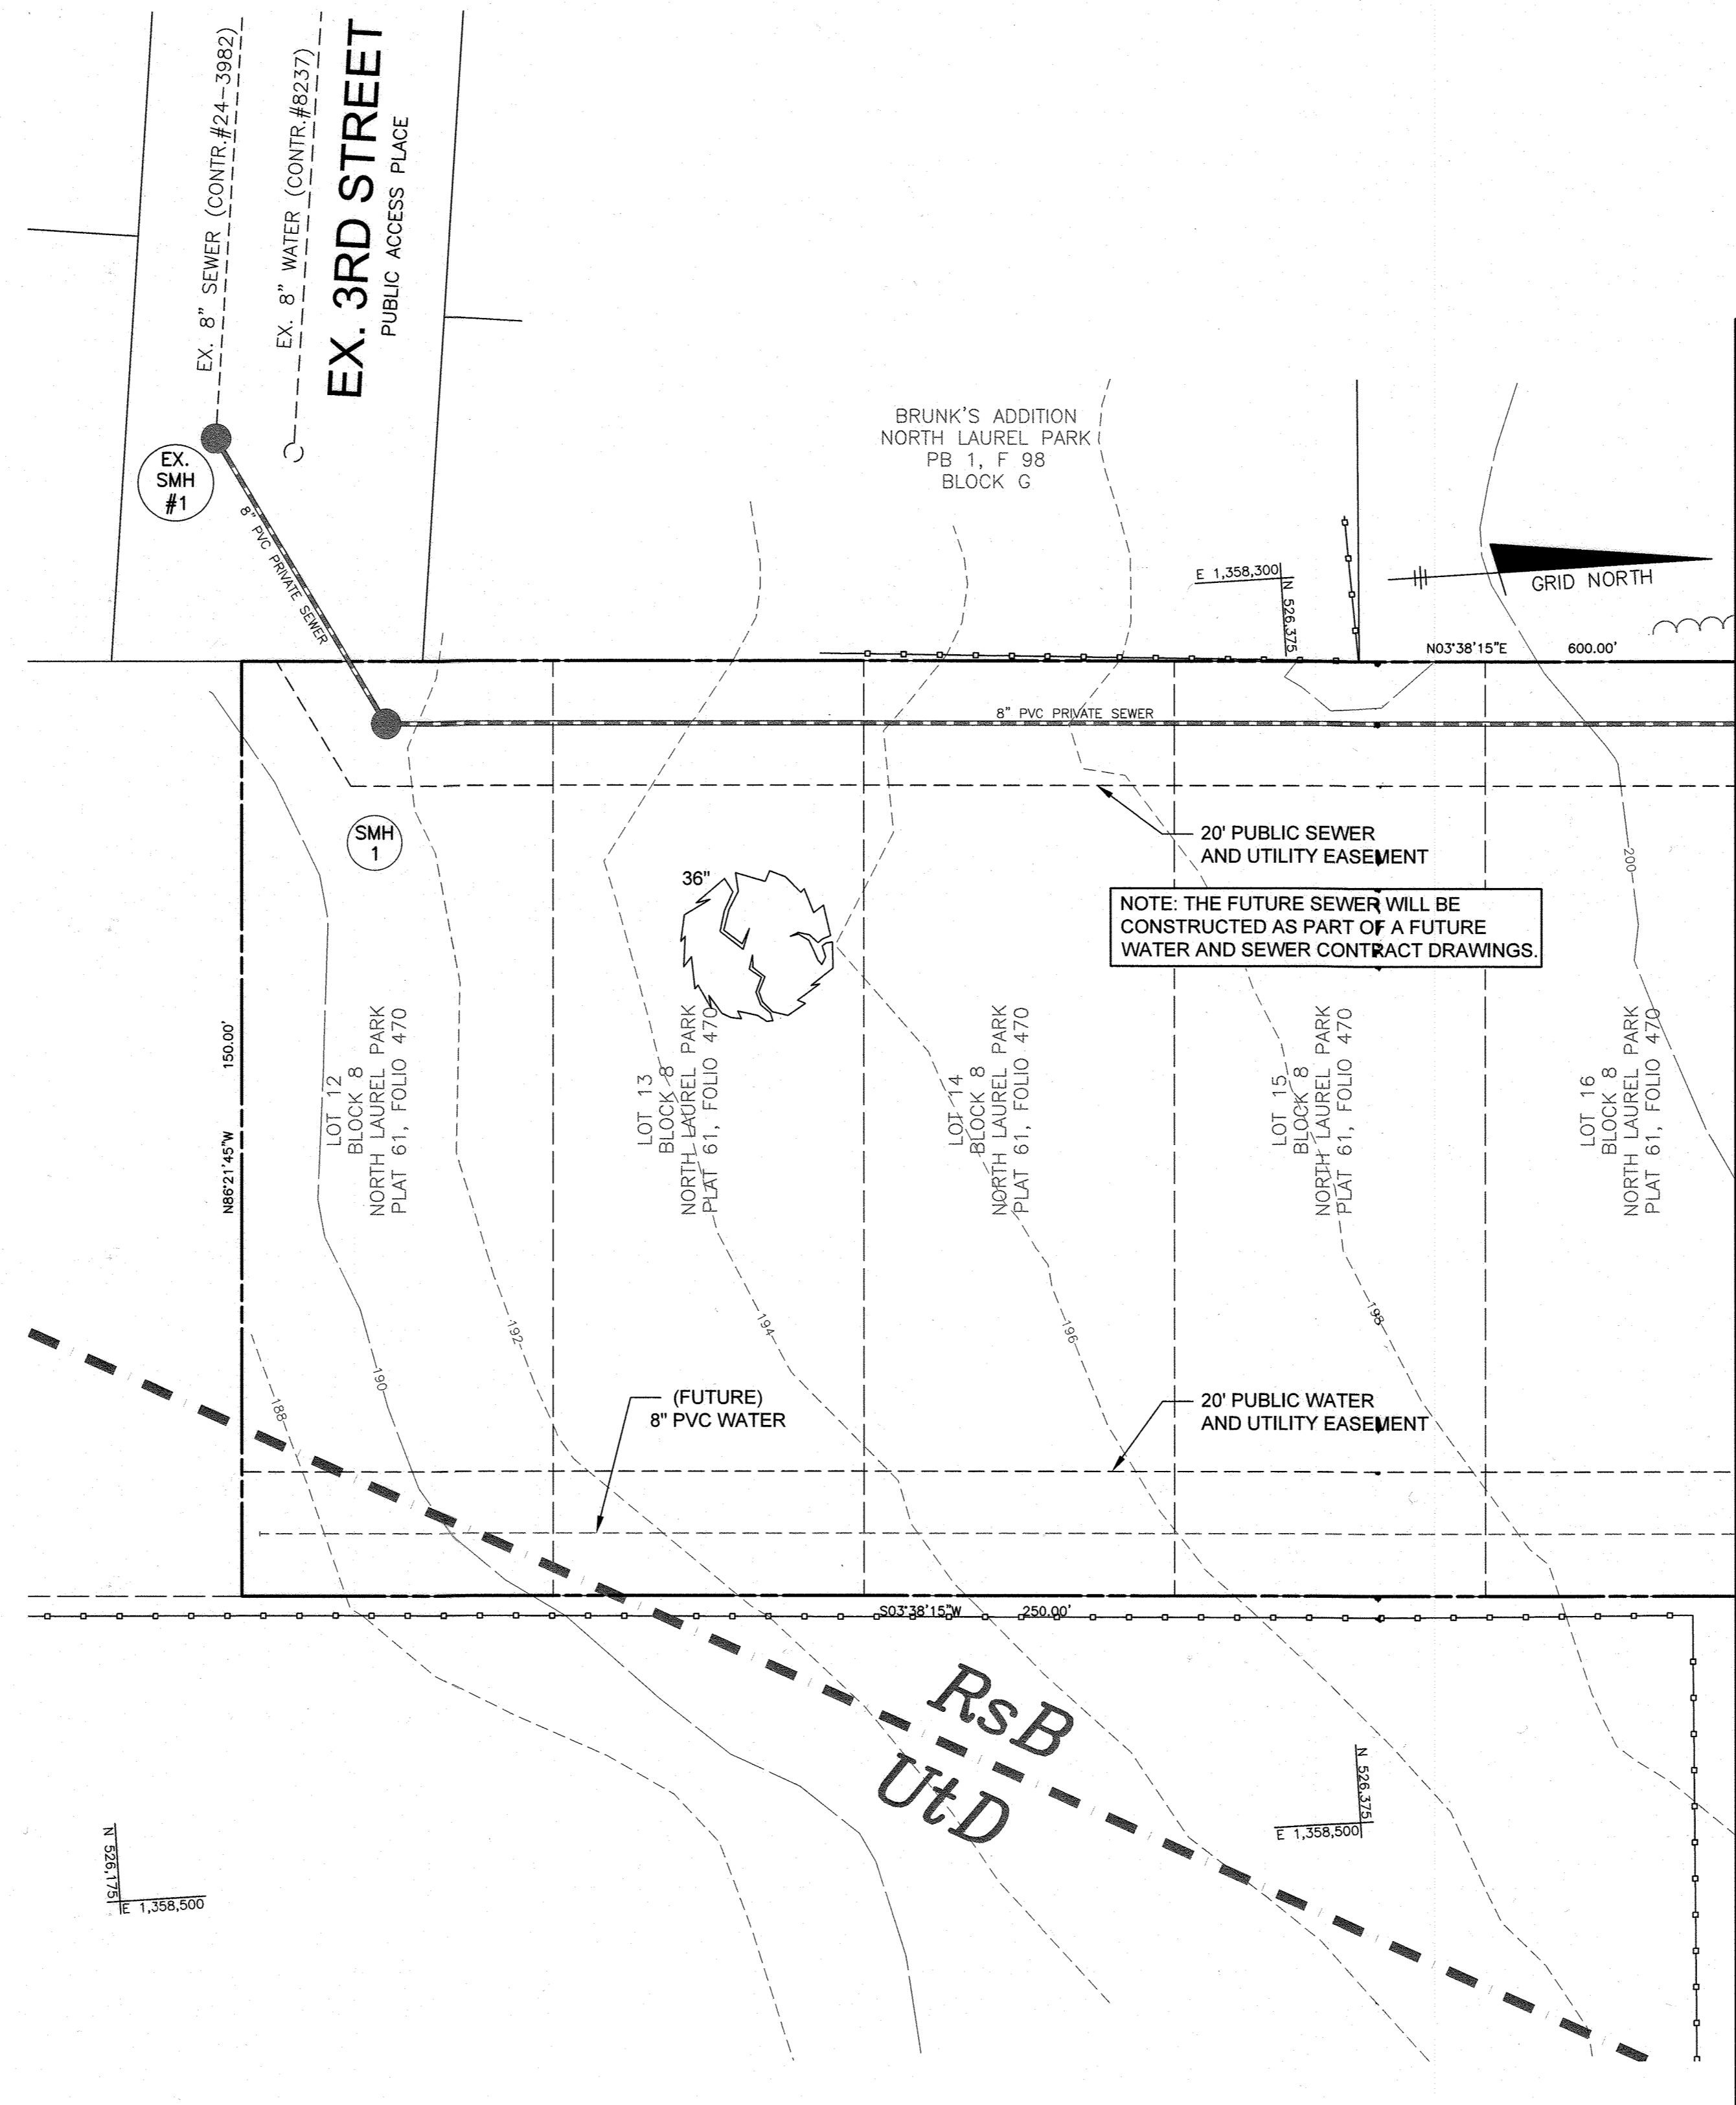 EX. 8" SEWER (CONTR.#24-3982)
EX. 8" WATER (CONTR.#8237)
EX. 3RD STREET
PUBLIC ACCESS PLACE
EX.
SMH
#1
8" PVC PRIVATE SEWER
BRUNK'S ADDITION
NORTH LAUREL PARK
PB 1, F 98
BLOCK G
E 1,358,300
N 526,375
GRID NORTH
N03°38'15"E 600.00'
8" PVC PRIVATE SEWER
SMH
1
20' PUBLIC SEWER
AND UTILITY EASEMENT
36"
NOTE: THE FUTURE SEWER WILL BE
CONSTRUCTED AS PART OF A FUTURE
WATER AND SEWER CONTRACT DRAWINGS.
200
N86°21'45"W 150.00'
LOT 12
BLOCK 8
NORTH LAUREL PARK
PLAT 61, FOLIO 470
LOT 13
BLOCK 8
NORTH LAUREL PARK
PLAT 61, FOLIO 470
LOT 14
BLOCK 8
NORTH LAUREL PARK
PLAT 61, FOLIO 470
LOT 15
BLOCK 8
NORTH LAUREL PARK
PLAT 61, FOLIO 470
LOT 16
BLOCK 8
NORTH LAUREL PARK
PLAT 61, FOLIO 470
188
190
192
194
196
198
(FUTURE)
8" PVC WATER
20' PUBLIC WATER
AND UTILITY EASEMENT
S03°38'15"W 250.00'
RsB
UtD
N 526,375
E 1,358,500
N 526,175
E 1,358,500